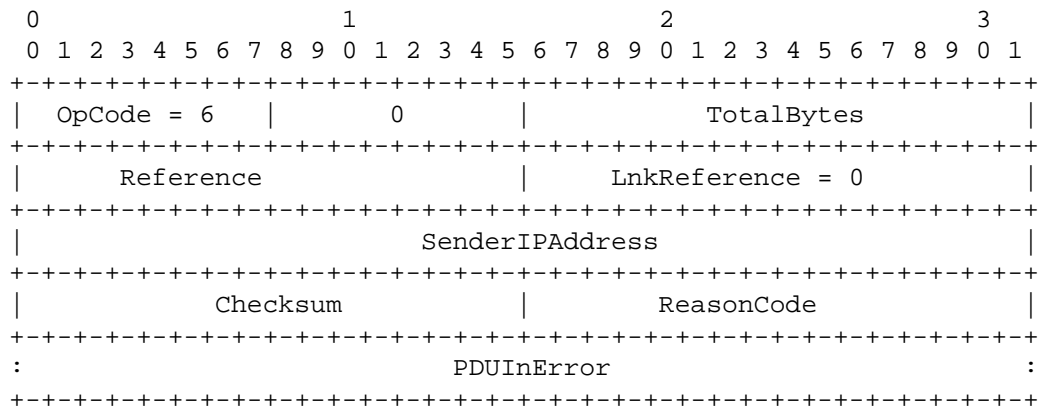 0                   1                   2                   3
 0 1 2 3 4 5 6 7 8 9 0 1 2 3 4 5 6 7 8 9 0 1 2 3 4 5 6 7 8 9 0 1
+-+-+-+-+-+-+-+-+-+-+-+-+-+-+-+-+-+-+-+-+-+-+-+-+-+-+-+-+-+-+-+-+
|  OpCode = 6   |       0       |           TotalBytes          |
+-+-+-+-+-+-+-+-+-+-+-+-+-+-+-+-+-+-+-+-+-+-+-+-+-+-+-+-+-+-+-+-+
|      Reference                |     LnkReference = 0          |
+-+-+-+-+-+-+-+-+-+-+-+-+-+-+-+-+-+-+-+-+-+-+-+-+-+-+-+-+-+-+-+-+
|                         SenderIPAddress                       |
+-+-+-+-+-+-+-+-+-+-+-+-+-+-+-+-+-+-+-+-+-+-+-+-+-+-+-+-+-+-+-+-+
|            Checksum           |        ReasonCode             |
+-+-+-+-+-+-+-+-+-+-+-+-+-+-+-+-+-+-+-+-+-+-+-+-+-+-+-+-+-+-+-+-+
:                           PDUInError                          :
+-+-+-+-+-+-+-+-+-+-+-+-+-+-+-+-+-+-+-+-+-+-+-+-+-+-+-+-+-+-+-+-+